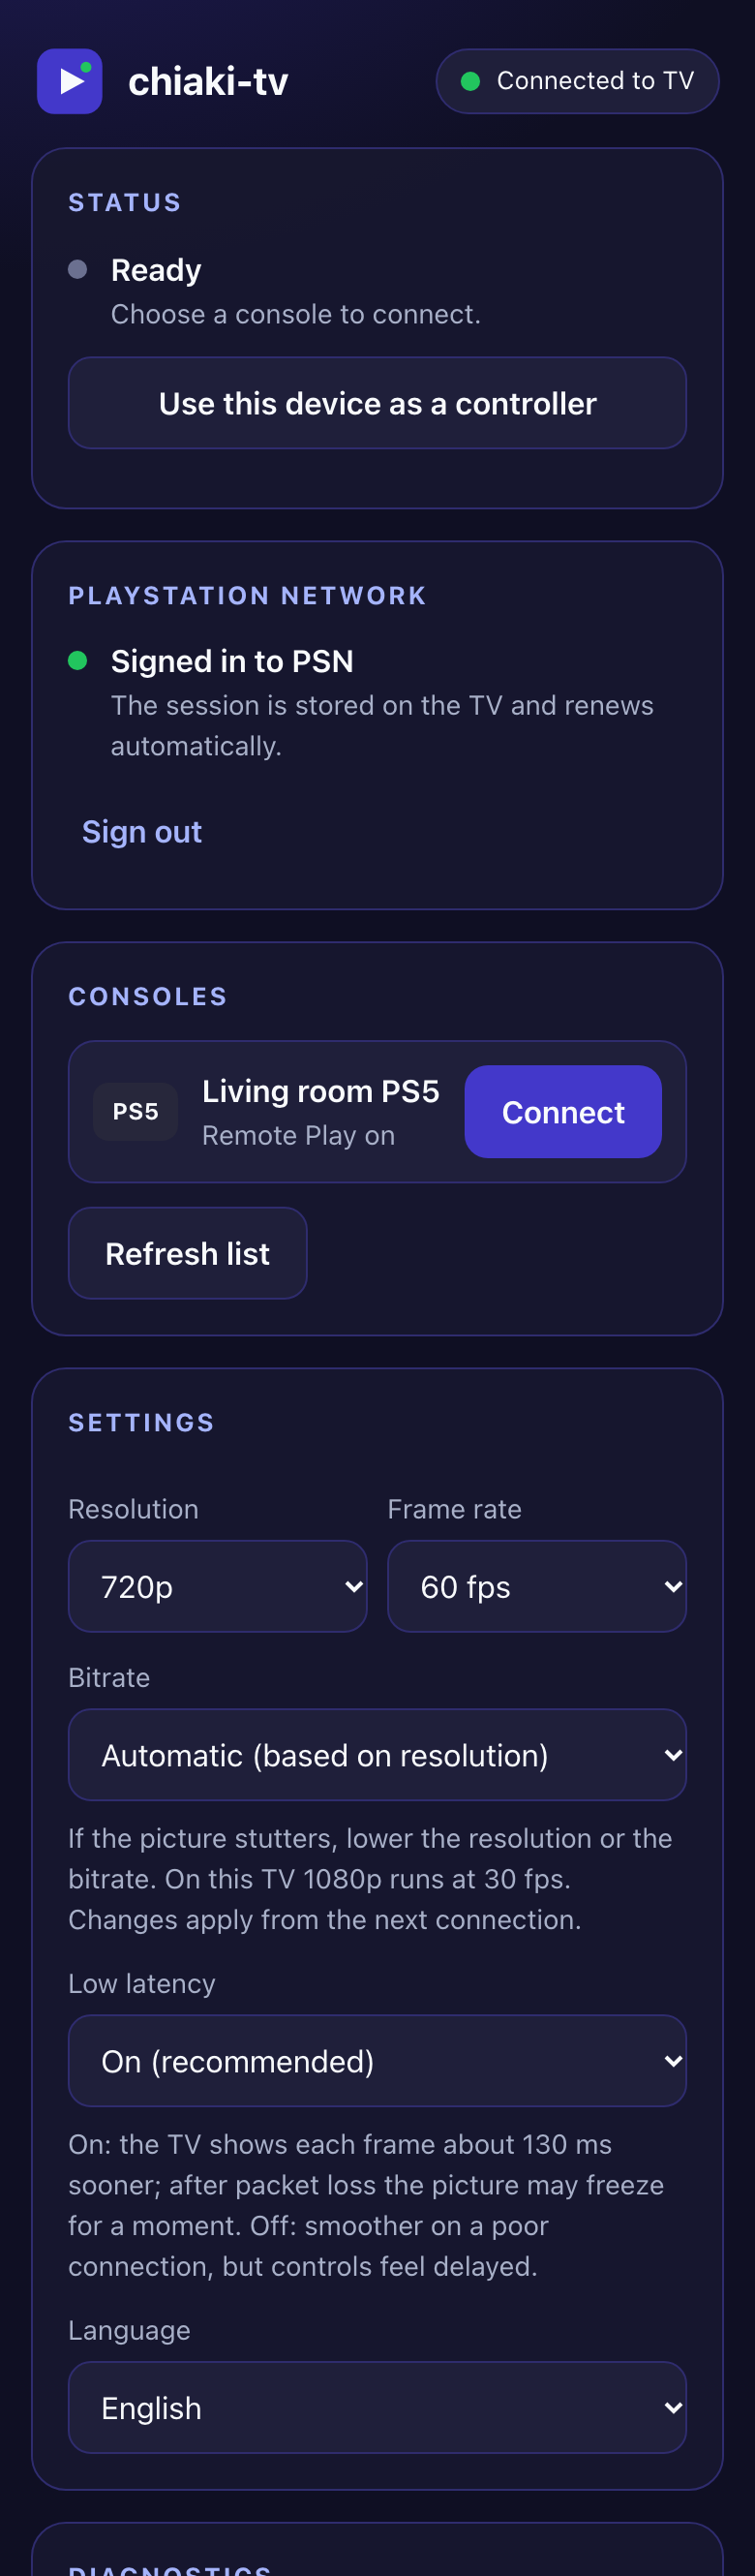 chiaki-tv
Connected to TV
STATUS
Ready
Choose a console to connect.
Use this device as a controller
PLAYSTATION NETWORK
Signed in to PSN
The session is stored on the TV and renews
automatically.
Sign out
CONSOLES
PS5
Living room PS5
Remote Play on
Connect
Refresh list
SETTINGS
Resolution
Frame rate
720p
60 fps
Bitrate
Automatic (based on resolution)
If the picture stutters, lower the resolution or the
bitrate. On this TV 1080p runs at 30 fps.
Changes apply from the next connection.
Low latency
On (recommended)
On: the TV shows each frame about 130 ms
sooner; after packet loss the picture may freeze
for a moment. Off: smoother on a poor
connection, but controls feel delayed.
Language
English
DIAGNOSTICS